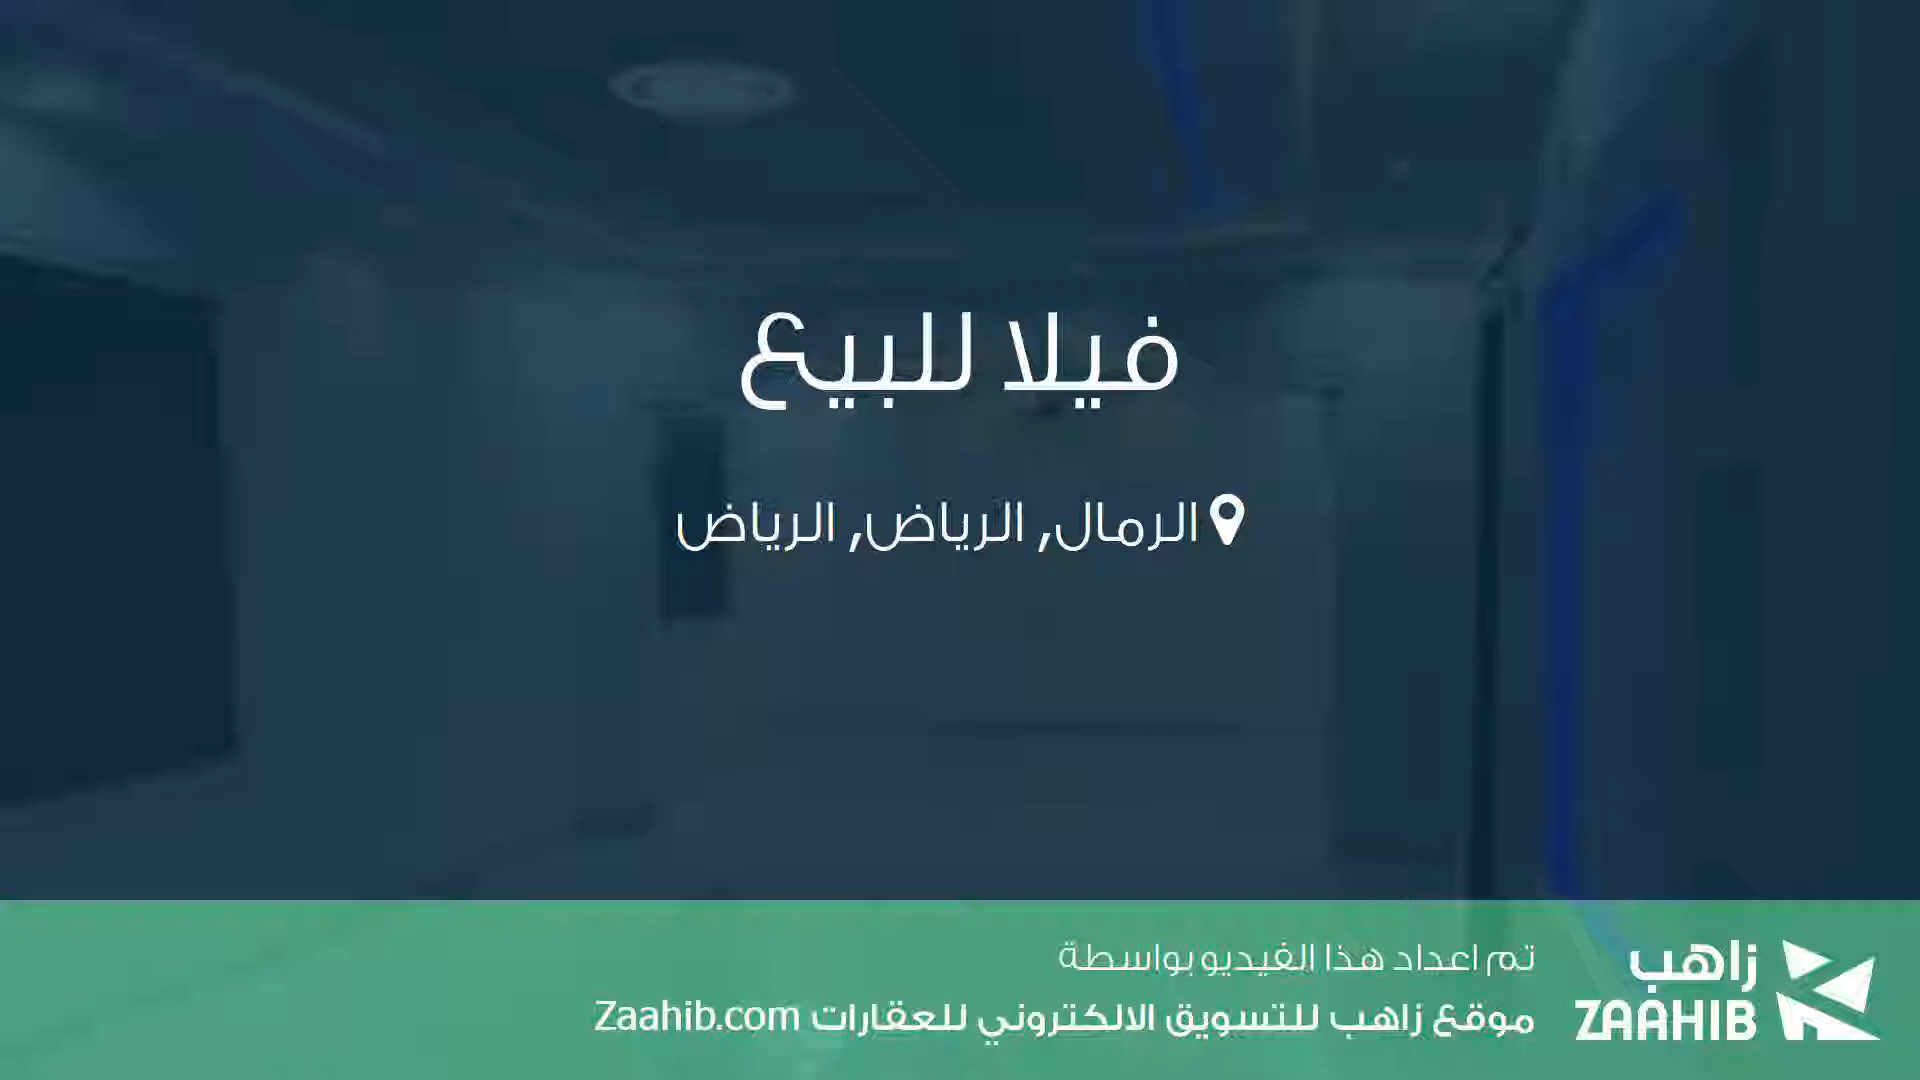 فيلا للبيع
الرمال, الرياض, الرياض
تم اعداد هذا الفيديو بواسطة
موقع زاهب للتسويق الالكتروني للعقارات Zaahib.com
زاهب
ZAAHIB